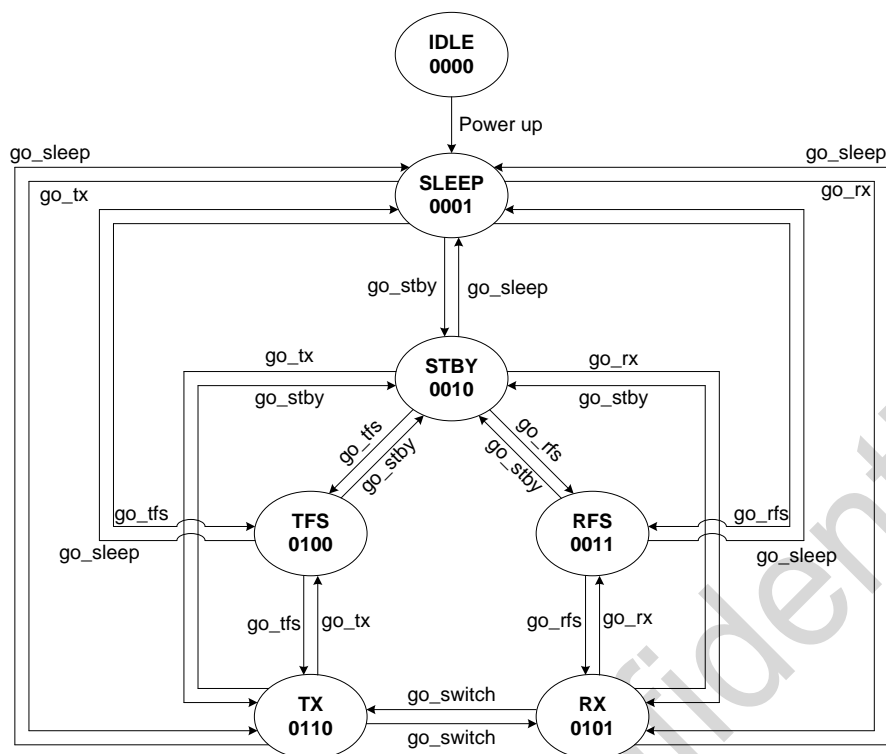 IDLE
0000
Power up
go_sleep
go_sleep
SLEEP
0001
go_tx
go_rx
go_stby
go_sleep
go_tx
go_rx
STBY
0010
go_stby
go_stby
go_tfs
go_stby
go_rfs
go_stby
go_tfs
TFS
0100
RFS
0011
go_rfs
go_sleep
go_sleep
go_tfs
go_tx
go_rfs
go_rx
TX
0110
go_switch
go_switch
RX
0101
fident